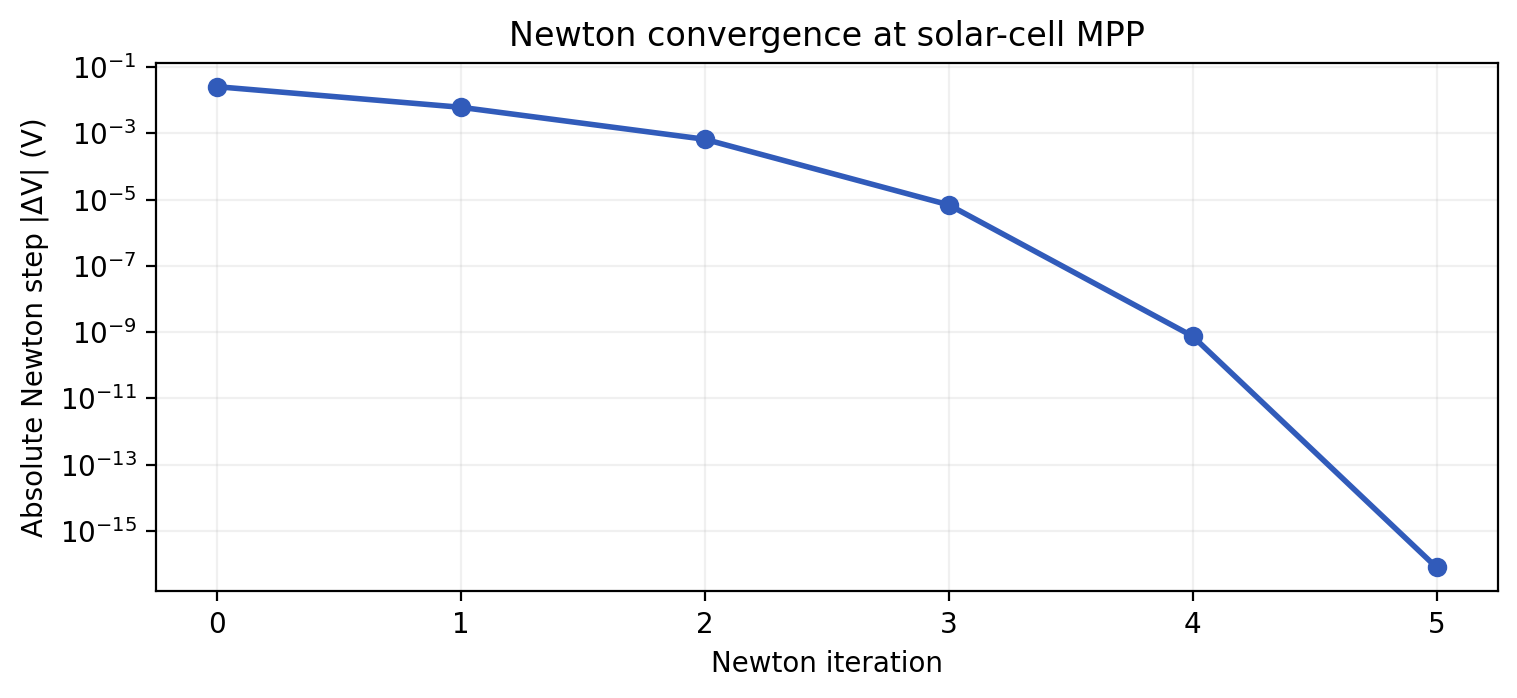 Newton convergence at solar-cell MPP
Absolute Newton step |ΔV| (V)
10⁻¹
10⁻³
10⁻⁵
10⁻⁷
10⁻⁹
10⁻¹¹
10⁻¹³
10⁻¹⁵
0 1 2 3 4 5
Newton iteration